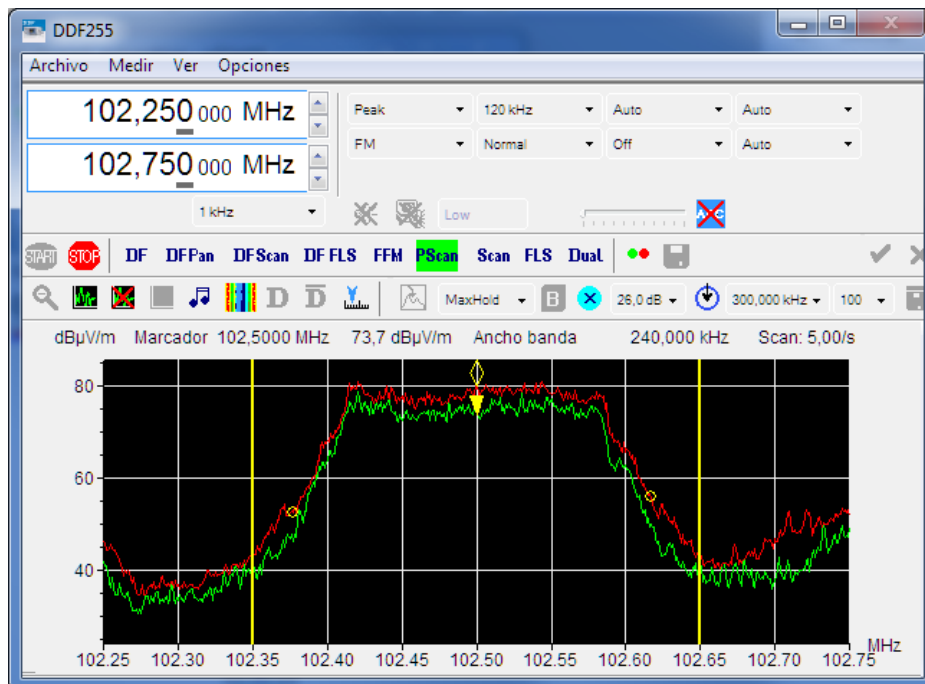 DDF255
Archivo Medir Ver Opciones
102,250 000 MHz
Peak 120 kHz Auto Auto
102,750 000 MHz
FM Normal Off Auto
1 kHz Low
START STOP DF DFPan DFScan DF FLS FFM PScan Scan FLS Dual
D D MaxHold B X 26,0 dB 300,000 kHz 100
dBµV/m Marcador 102,5000 MHz 73,7 dBµV/m Ancho banda 240,000 kHz Scan: 5,00/s
80
60
40
102.25 102.30 102.35 102.40 102.45 102.50 102.55 102.60 102.65 102.70 102.75 MHz